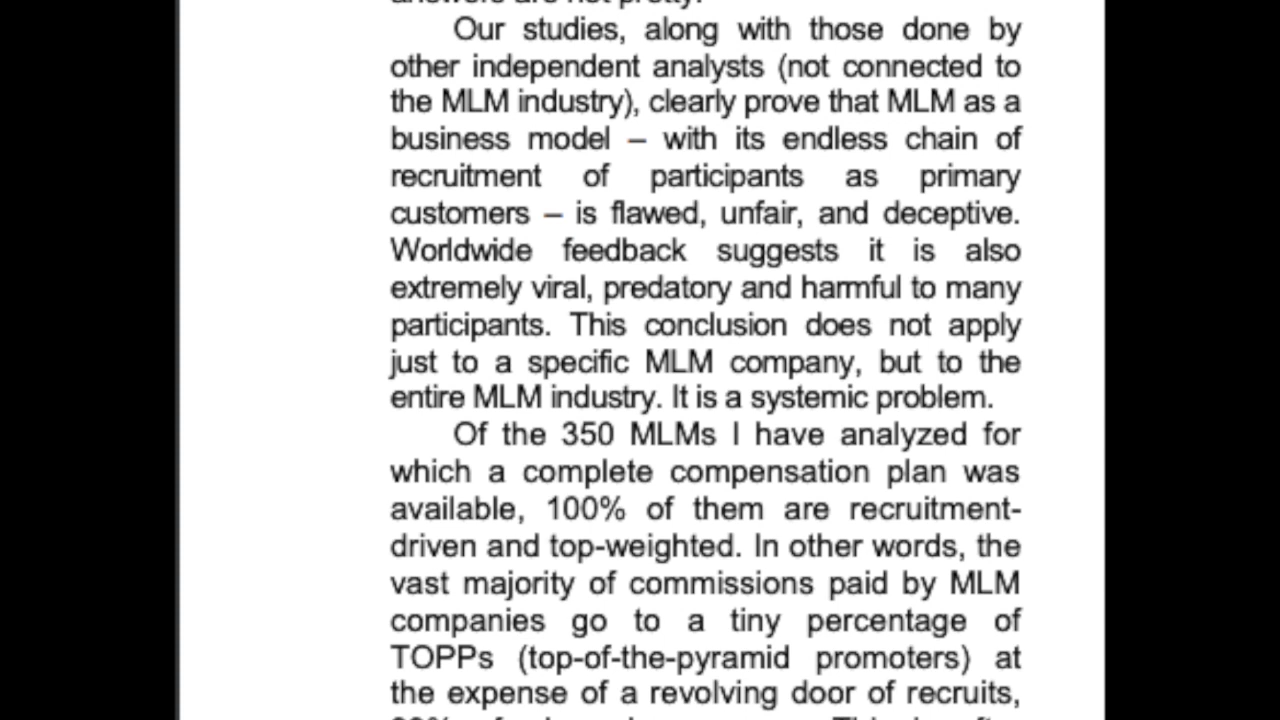 Our studies, along with those done by
other independent analysts (not connected to
the MLM industry), clearly prove that MLM as a
business model – with its endless chain of
recruitment of participants as primary
customers – is flawed, unfair, and deceptive.
Worldwide feedback suggests it is also
extremely viral, predatory and harmful to many
participants. This conclusion does not apply
just to a specific MLM company, but to the
entire MLM industry. It is a systemic problem.
Of the 350 MLMs I have analyzed for
which a complete compensation plan was
available, 100% of them are recruitment-
driven and top-weighted. In other words, the
vast majority of commissions paid by MLM
companies go to a tiny percentage of
TOPPs (top-of-the-pyramid promoters) at
the expense of a revolving door of recruits,